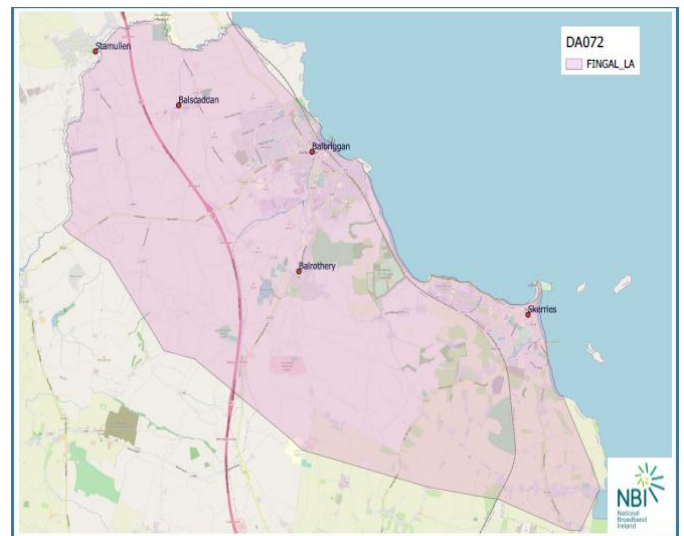 Stamullen
DA072
FINGAL_LA
Balscaddan
Balbriggan
Balrothery
Skerries
NBI
National
Broadband
Ireland